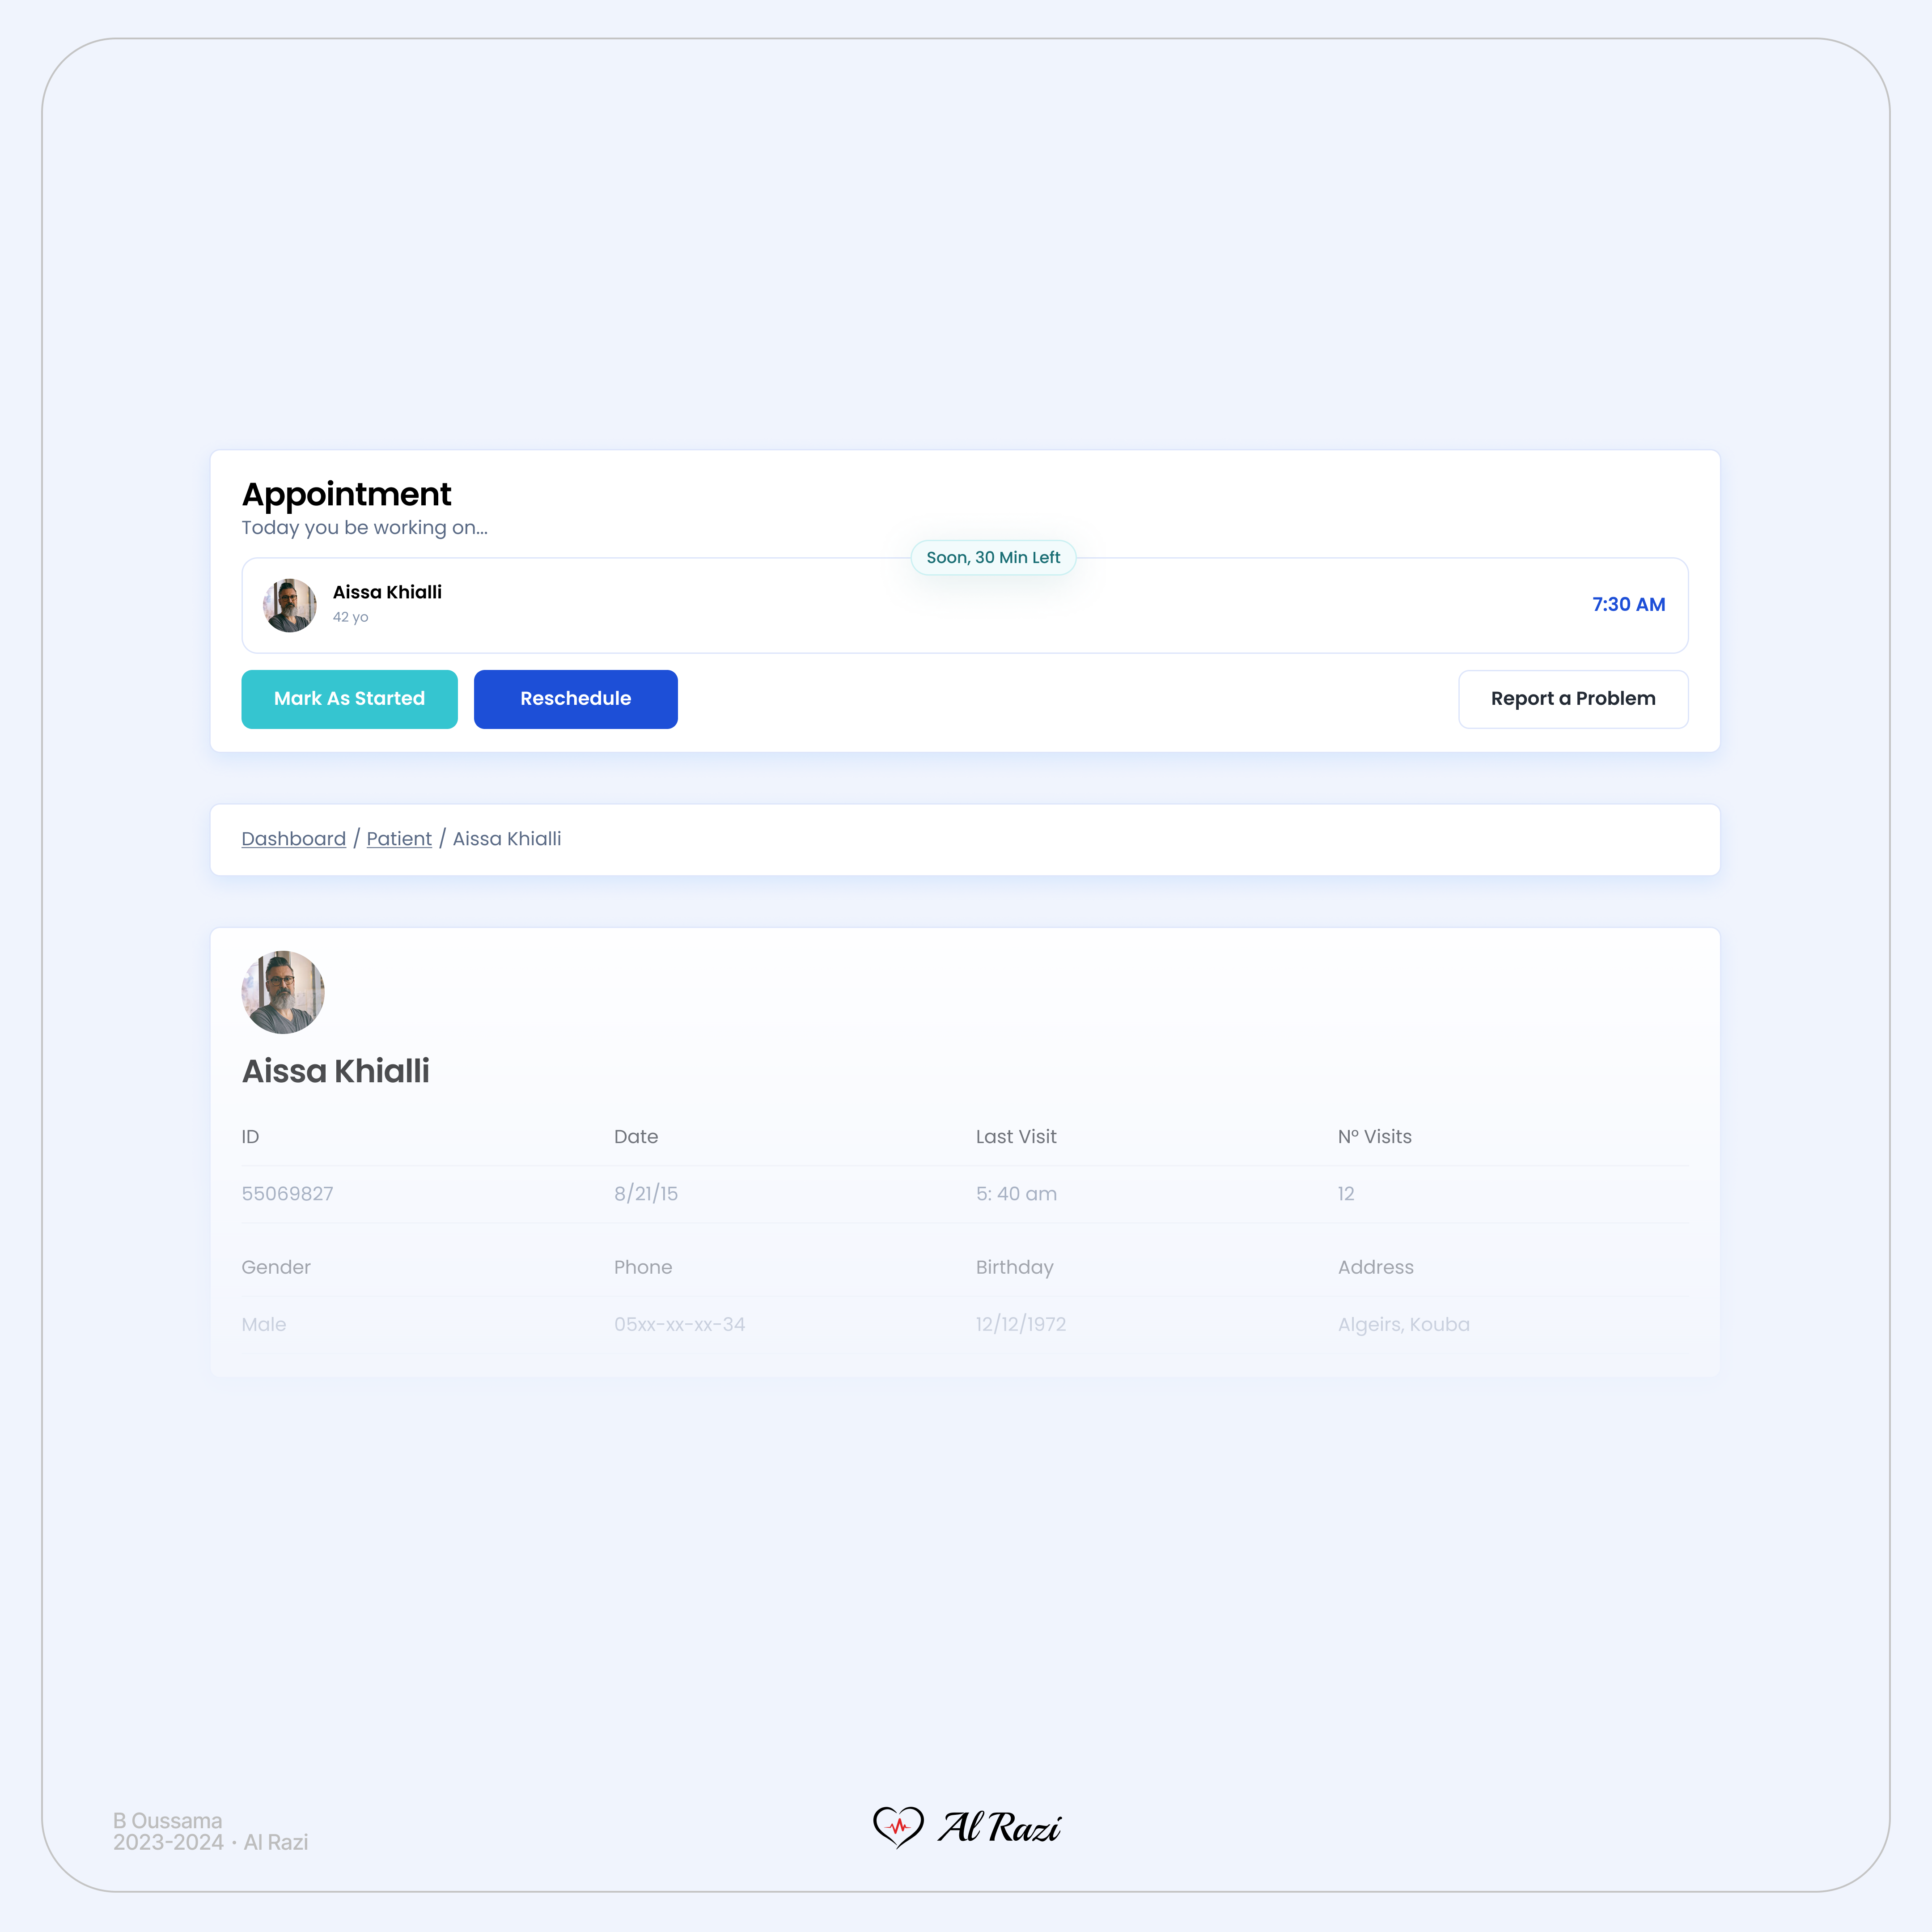 Appointment
Today you be working on...
Soon, 30 Min Left
Aissa Khialli
42 yo
7:30 AM
Mark As Started
Reschedule
Report a Problem
Dashboard / Patient / Aissa Khialli
Aissa Khialli
ID Date Last Visit Nº Visits
55069827 8/21/15 5: 40 am 12
Gender Phone Birthday Address
Male 05xx-xx-xx-34 12/12/1972 Algeirs, Kouba
B Oussama
2023-2024 · Al Razi
Al Razi